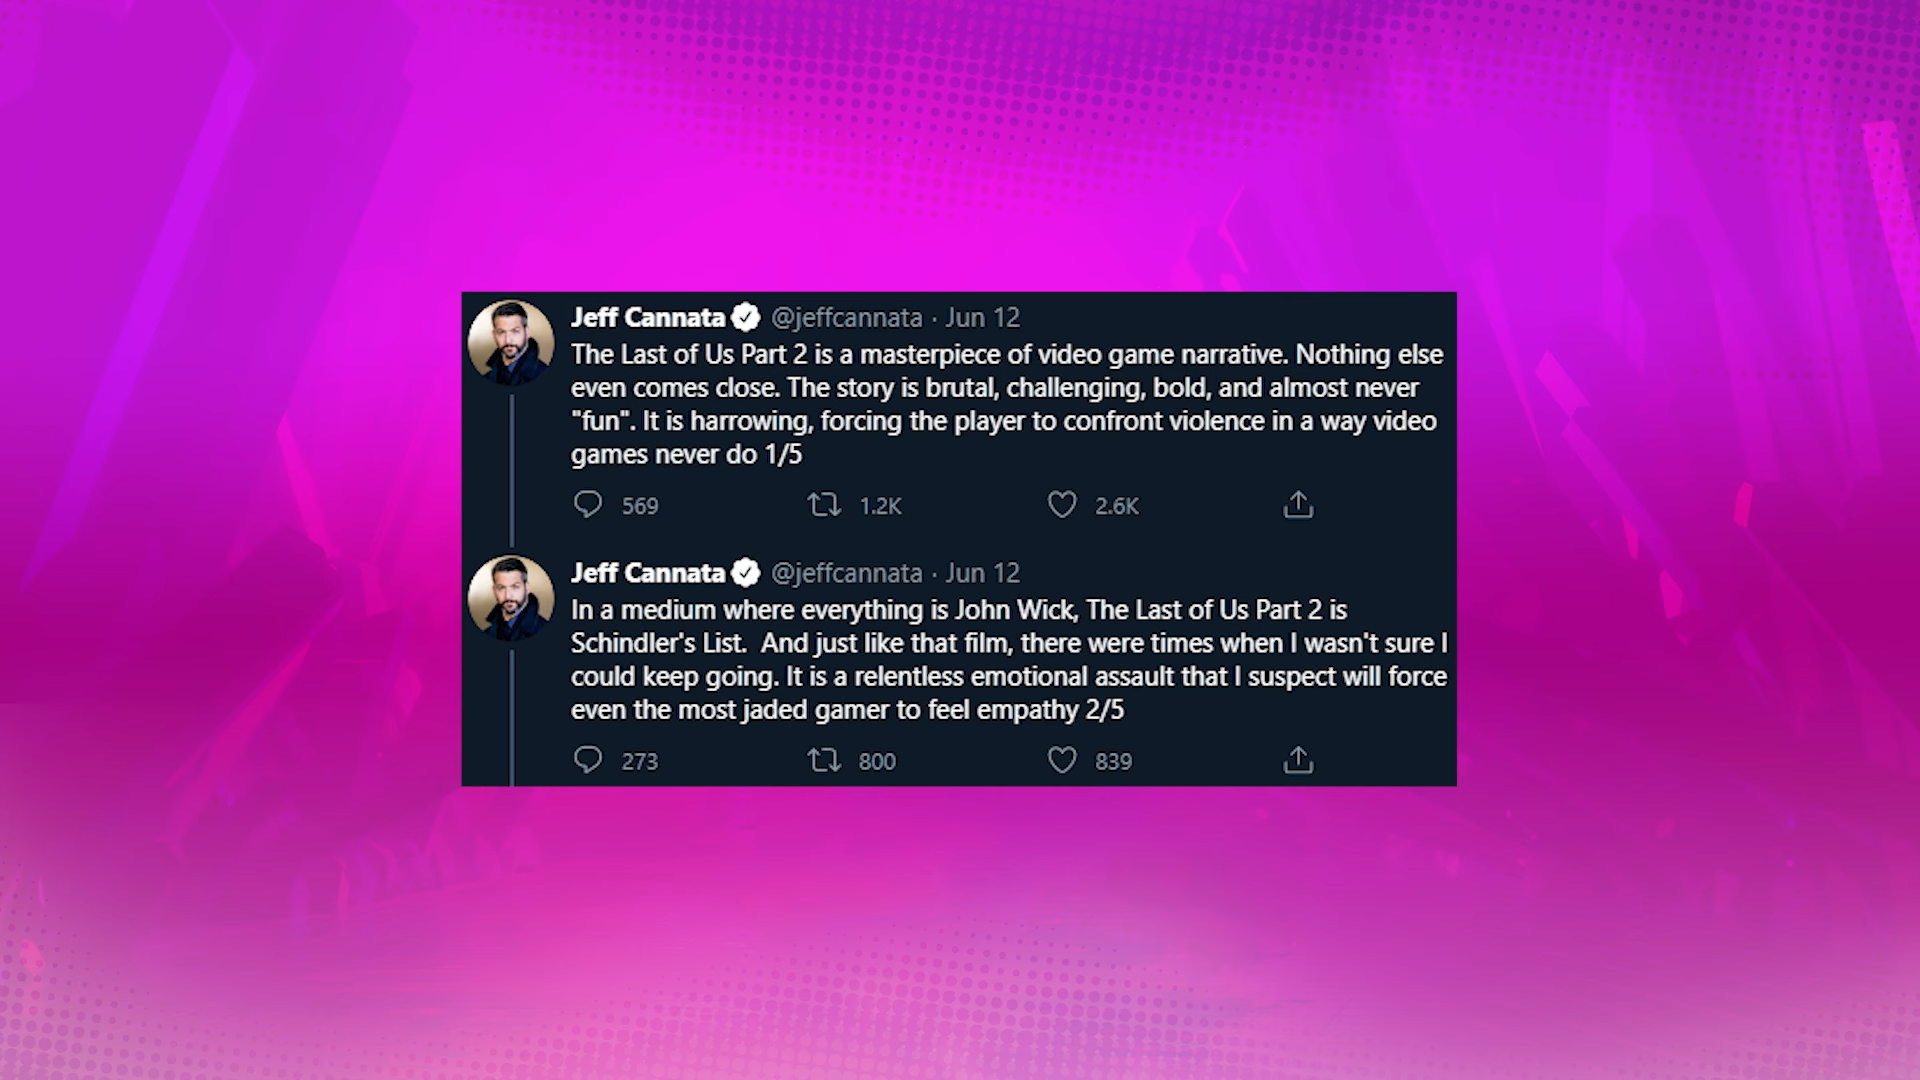 Jeff Cannata @jeffcannata · Jun 12
The Last of Us Part 2 is a masterpiece of video game narrative. Nothing else
even comes close. The story is brutal, challenging, bold, and almost never
"fun". It is harrowing, forcing the player to confront violence in a way video
games never do 1/5
569 1.2K 2.6K
Jeff Cannata @jeffcannata · Jun 12
In a medium where everything is John Wick, The Last of Us Part 2 is
Schindler's List.  And just like that film, there were times when I wasn't sure I
could keep going. It is a relentless emotional assault that I suspect will force
even the most jaded gamer to feel empathy 2/5
273 800 839